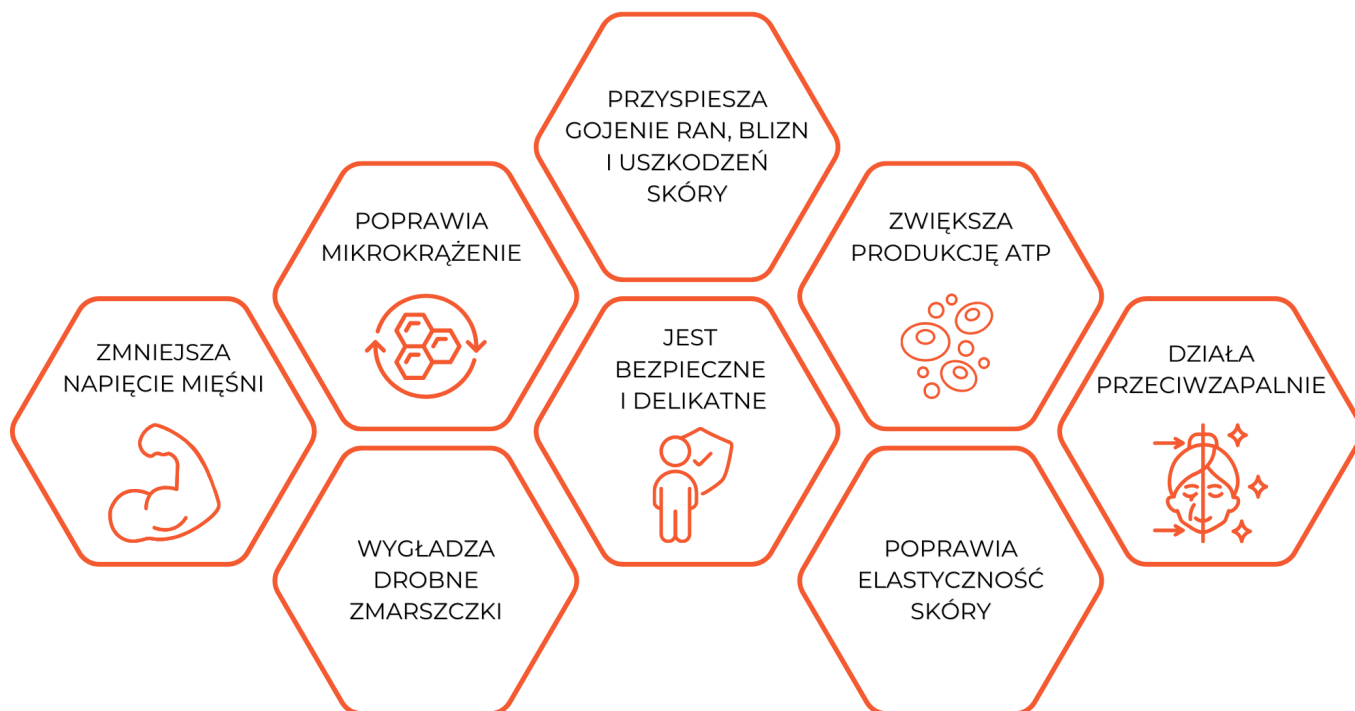 PRZYSPIESZA
GOJENIE RAN, BLIZN
I USZKODZEŃ
SKÓRY
POPRAWIA
MIKROKRĄŻENIE
ZWIĘKSZA
PRODUKCJĘ ATP
ZMNIEJSZA
NAPIĘCIE MIĘŚNI
JEST
BEZPIECZNE
I DELIKATNE
DZIAŁA
PRZECIWZAPALNIE
WYGŁADZA
DROBNE
ZMARSZCZKI
POPRAWIA
ELASTYCZNOŚĆ
SKÓRY